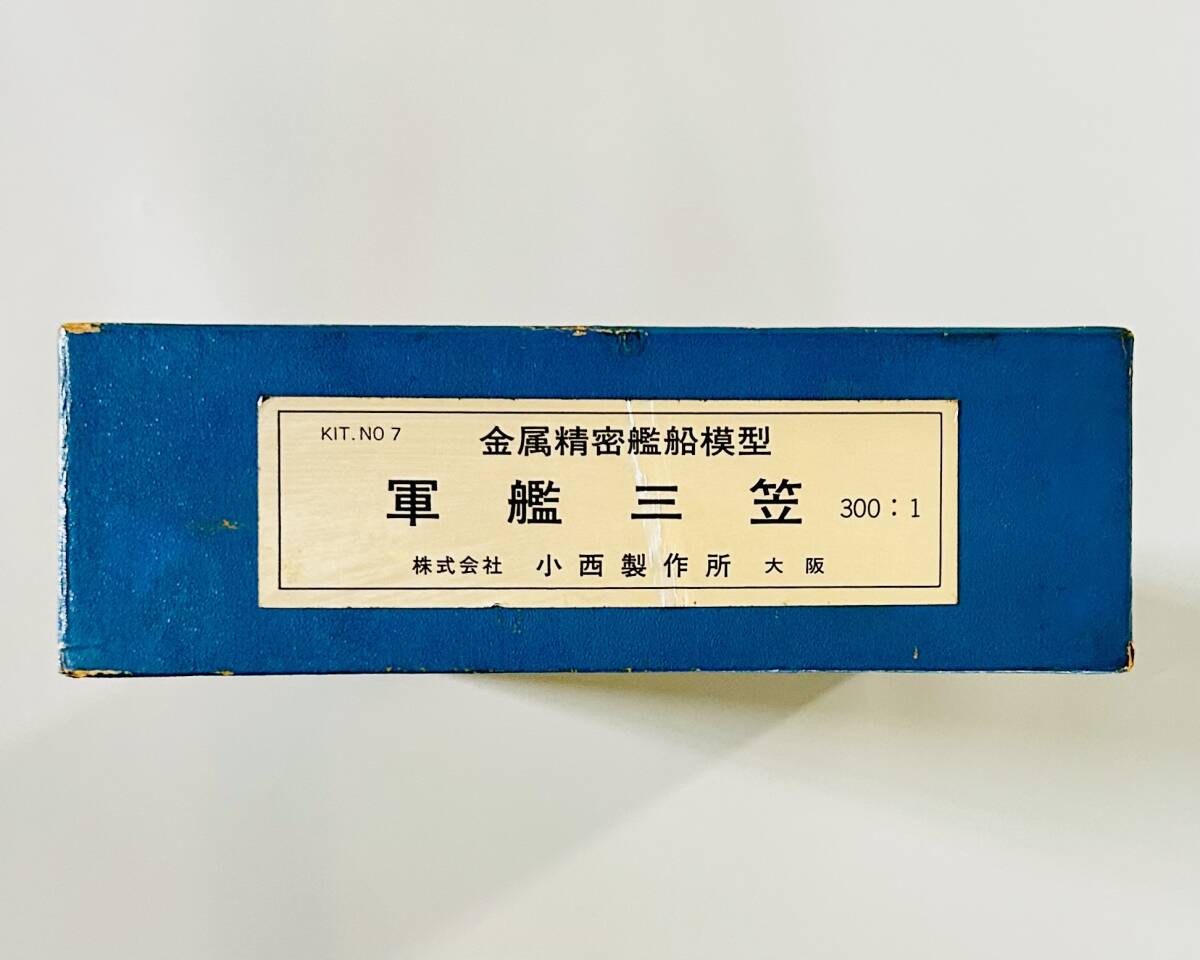 KIT. NO 7 金属精密艦船模型
軍艦三笠 300:1
株式会社 小西製作所 大阪